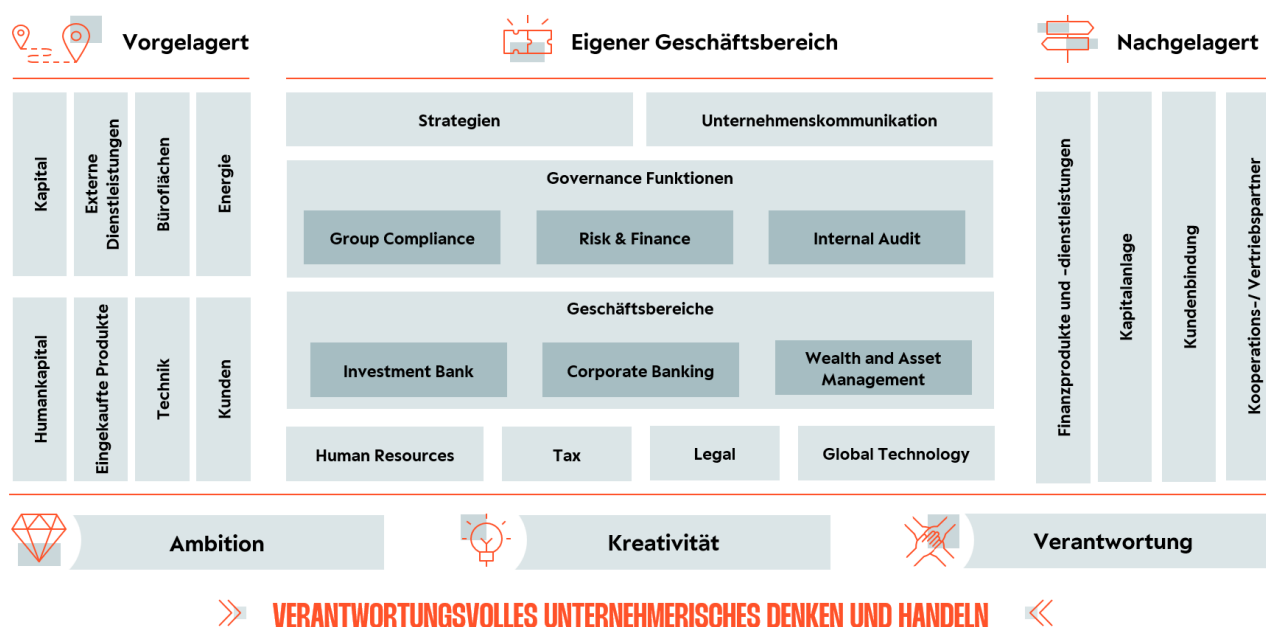 Vorgelagert
Eigener Geschäftsbereich
Nachgelagert
Kapital
Externe
Dienstleistungen
Büroflächen
Energie
Humankapital
Eingekaufte Produkte
Technik
Kunden
Strategien
Unternehmenskommunikation
Governance Funktionen
Group Compliance
Risk & Finance
Internal Audit
Geschäftsbereiche
Investment Bank
Corporate Banking
Wealth and Asset
Management
Human Resources
Tax
Legal
Global Technology
Finanzprodukte und -dienstleistungen
Kapitalanlage
Kundenbindung
Kooperations-/ Vertriebspartner
Ambition
Kreativität
Verantwortung
VERANTWORTUNGSVOLLES UNTERNEHMERISCHES DENKEN UND HANDELN